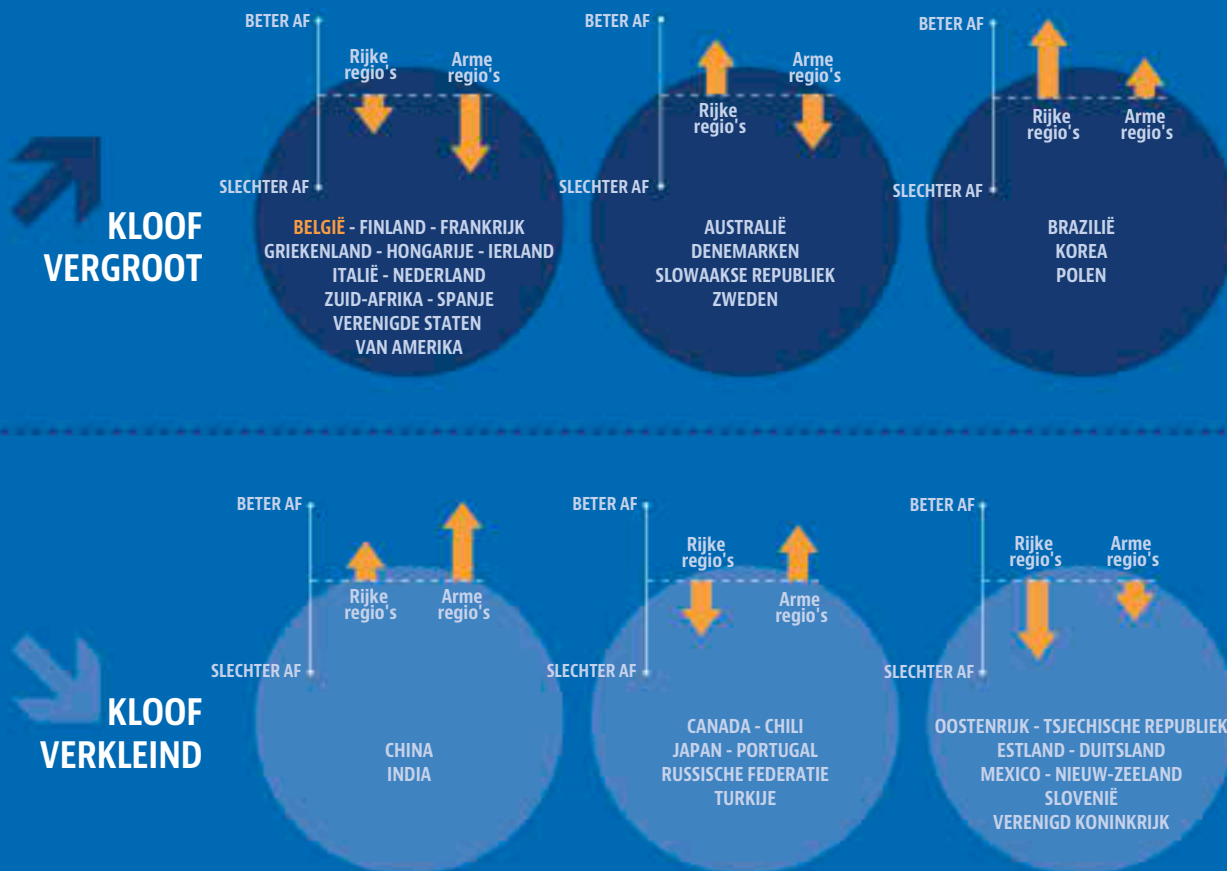 BETER AF
Rijke
regio's
Arme
regio's
SLECHTER AF
BELGIË - FINLAND - FRANKRIJK
GRIEKENLAND - HONGARIJE - IERLAND
ITALIË - NEDERLAND
ZUID-AFRIKA - SPANJE
VERENIGDE STATEN
VAN AMERIKA
BETER AF
Rijke
regio's
Arme
regio's
SLECHTER AF
AUSTRALIË
DENEMARKEN
SLOWAAKSE REPUBLIEK
ZWEDEN
BETER AF
Rijke
regio's
Arme
regio's
SLECHTER AF
BRAZILIË
KOREA
POLEN
KLOOF
VERGROOT
BETER AF
Rijke
regio's
Arme
regio's
SLECHTER AF
CHINA
INDIA
BETER AF
Rijke
regio's
Arme
regio's
SLECHTER AF
CANADA - CHILI
JAPAN - PORTUGAL
RUSSISCHE FEDERATIE
TURKIJE
BETER AF
Rijke
regio's
Arme
regio's
SLECHTER AF
OOSTENRIJK - TSJECHISCHE REPUBLIEK
ESTLAND - DUITSLAND
MEXICO - NIEUW-ZEELAND
SLOVENIË
VERENIGD KONINKRIJK
KLOOF
VERKLEIND